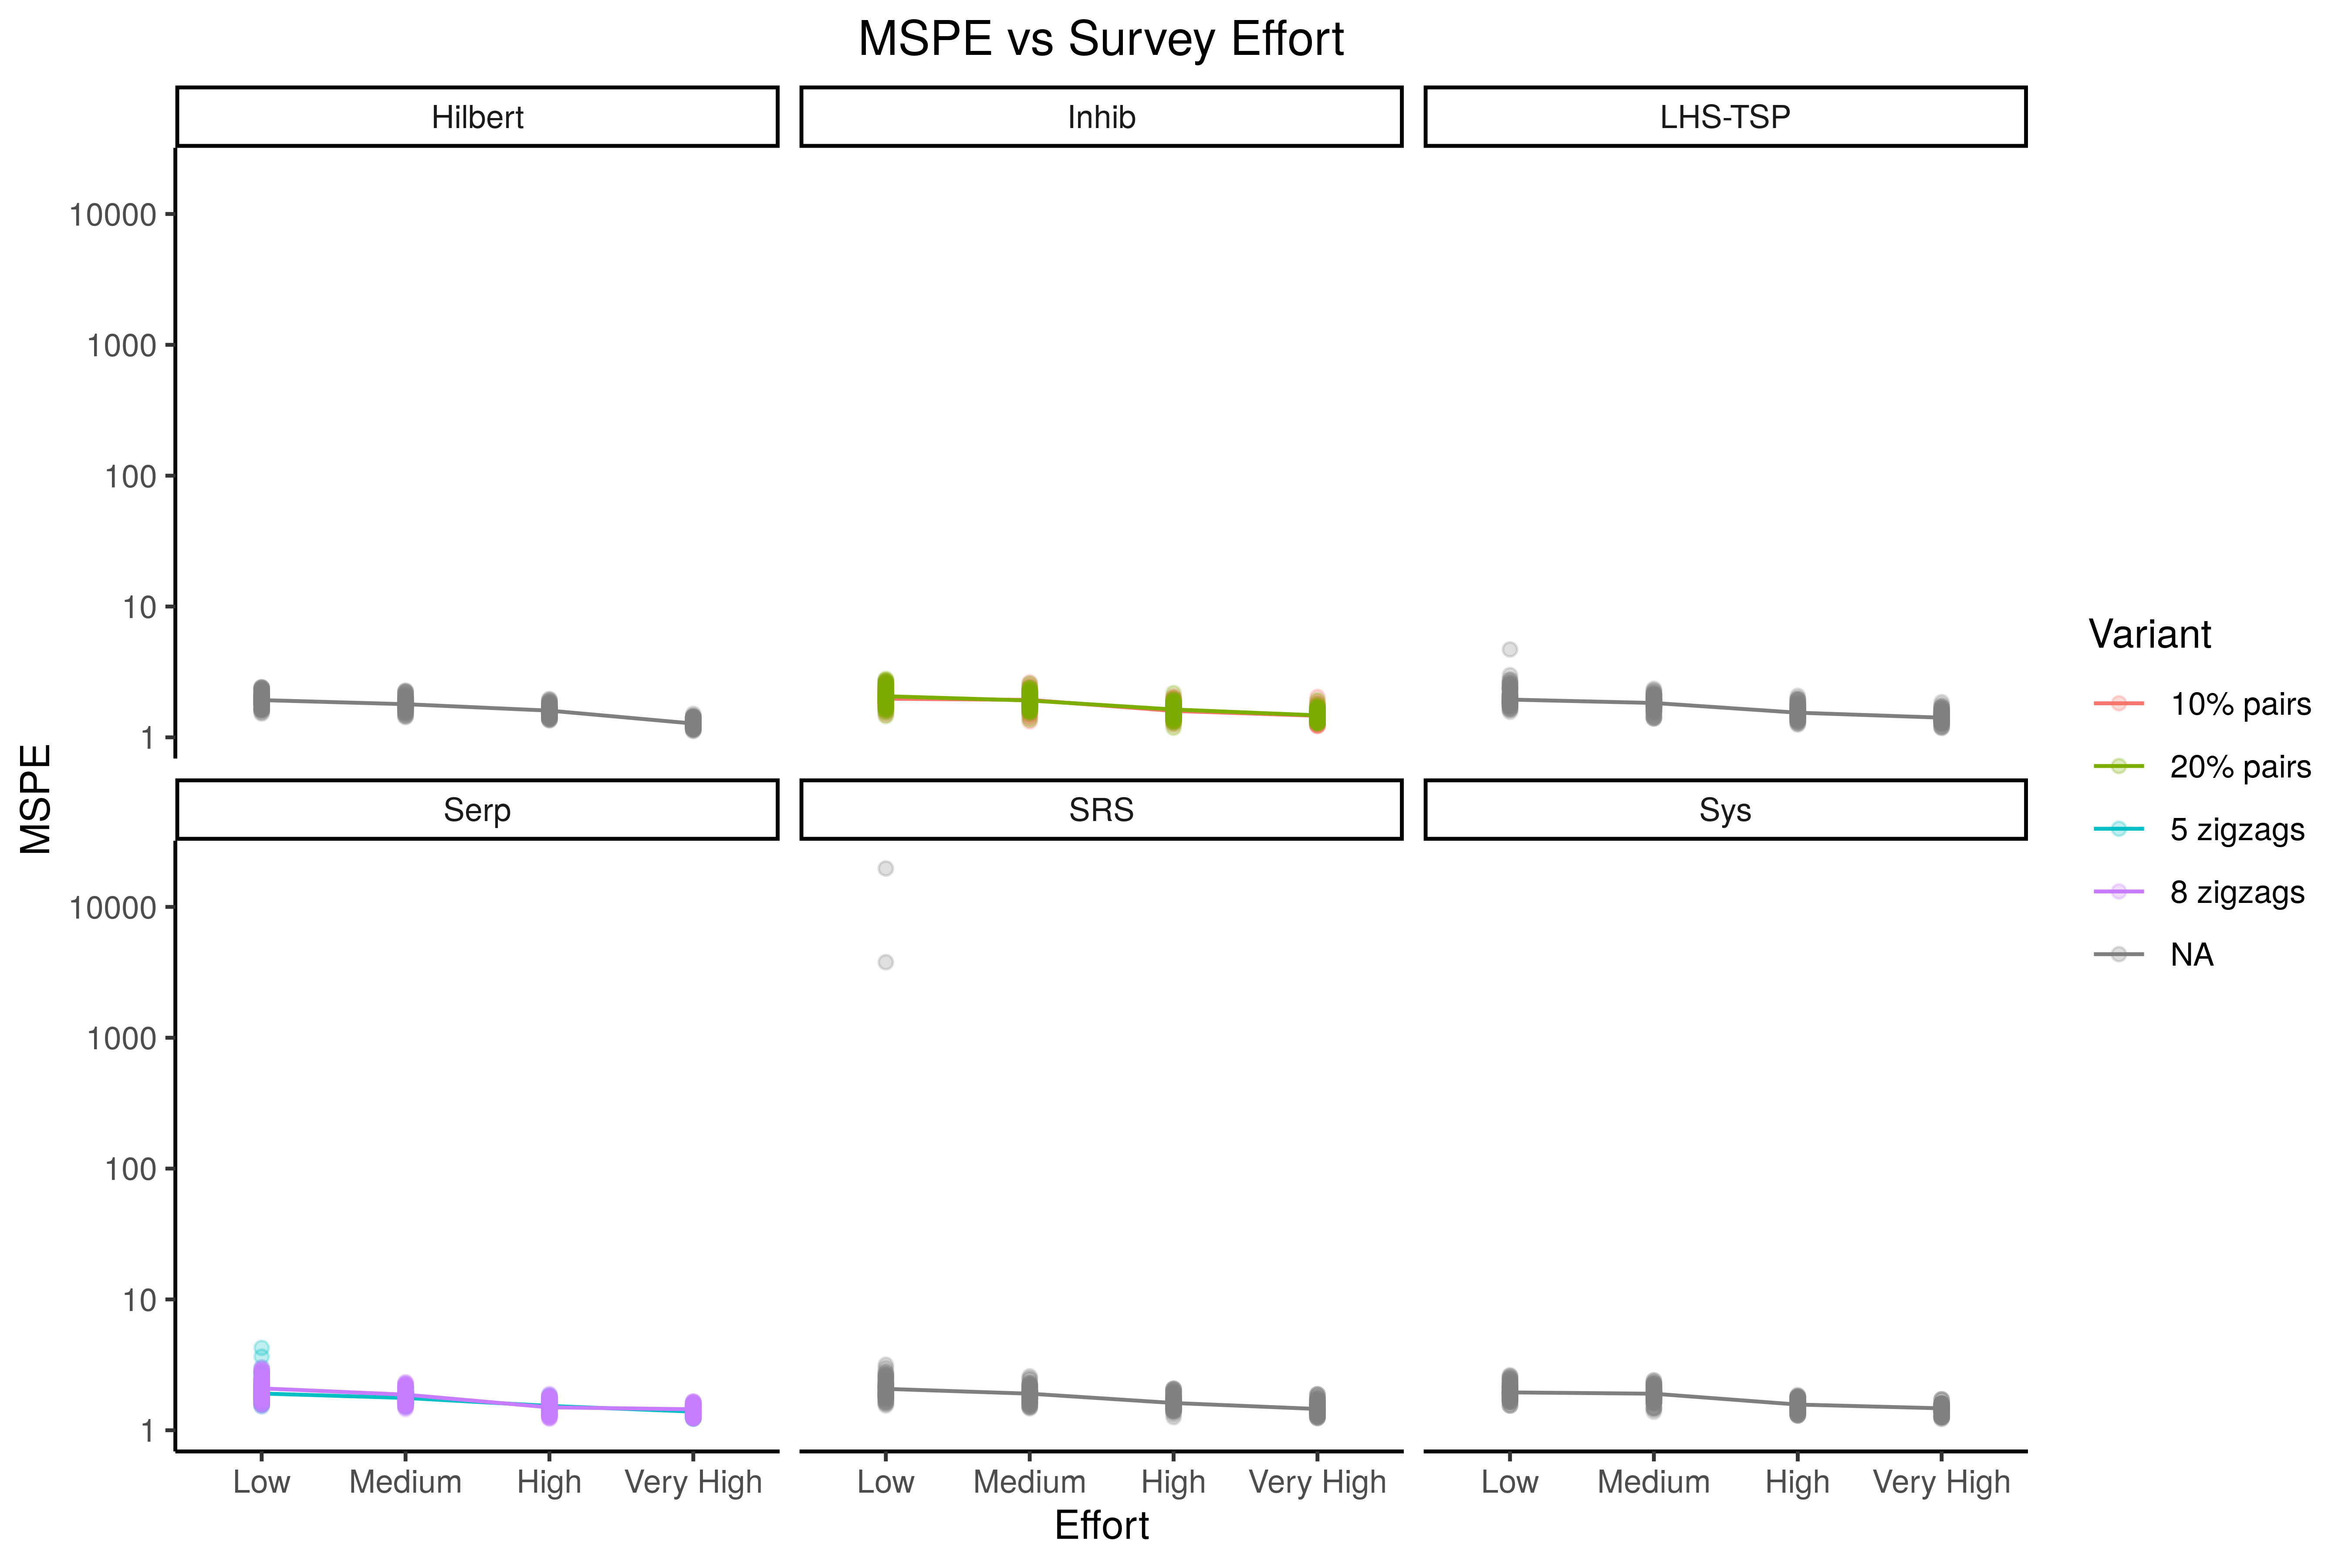 MSPE vs Survey Effort
Hilbert
Inhib
LHS-TSP
10000
1000
100
10
1
MSPE
Serp
SRS
Sys
10000
1000
100
10
1
Low
Medium
High
Very High
Low
Medium
High
Very High
Low
Medium
High
Very High
Effort
Variant
10% pairs
20% pairs
5 zigzags
8 zigzags
NA